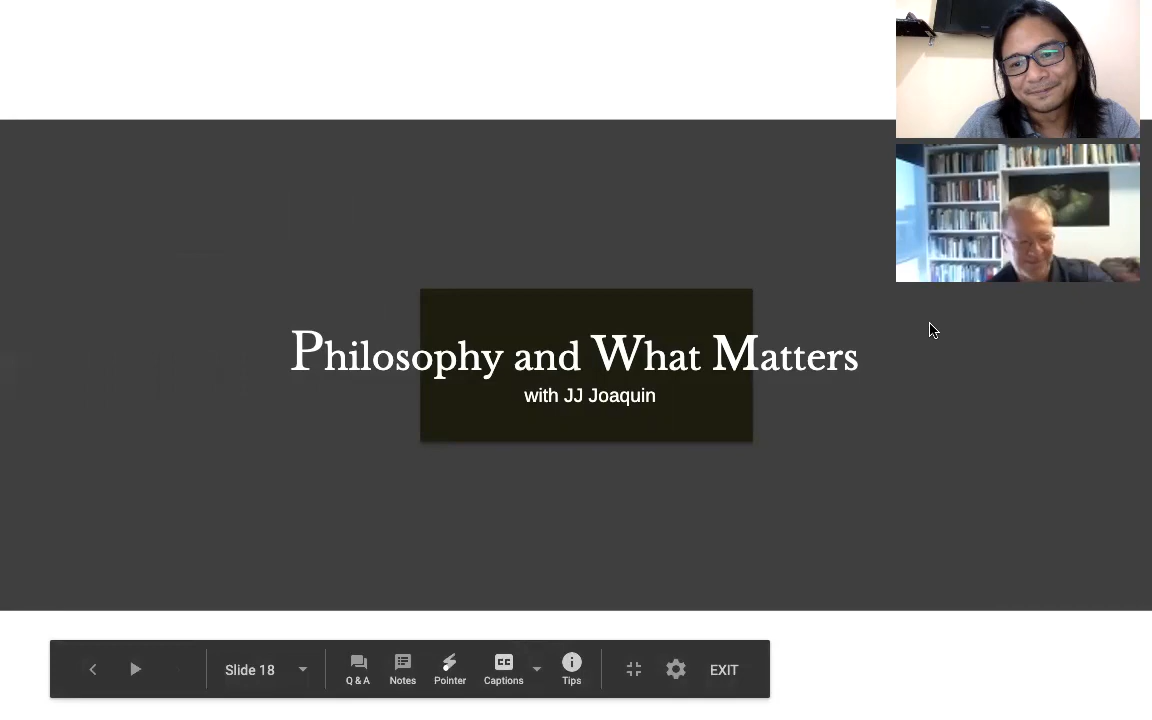 Philosophy and What Matters
with JJ Joaquin
Slide 18
Q & A
Notes
Pointer
Captions
Tips
EXIT